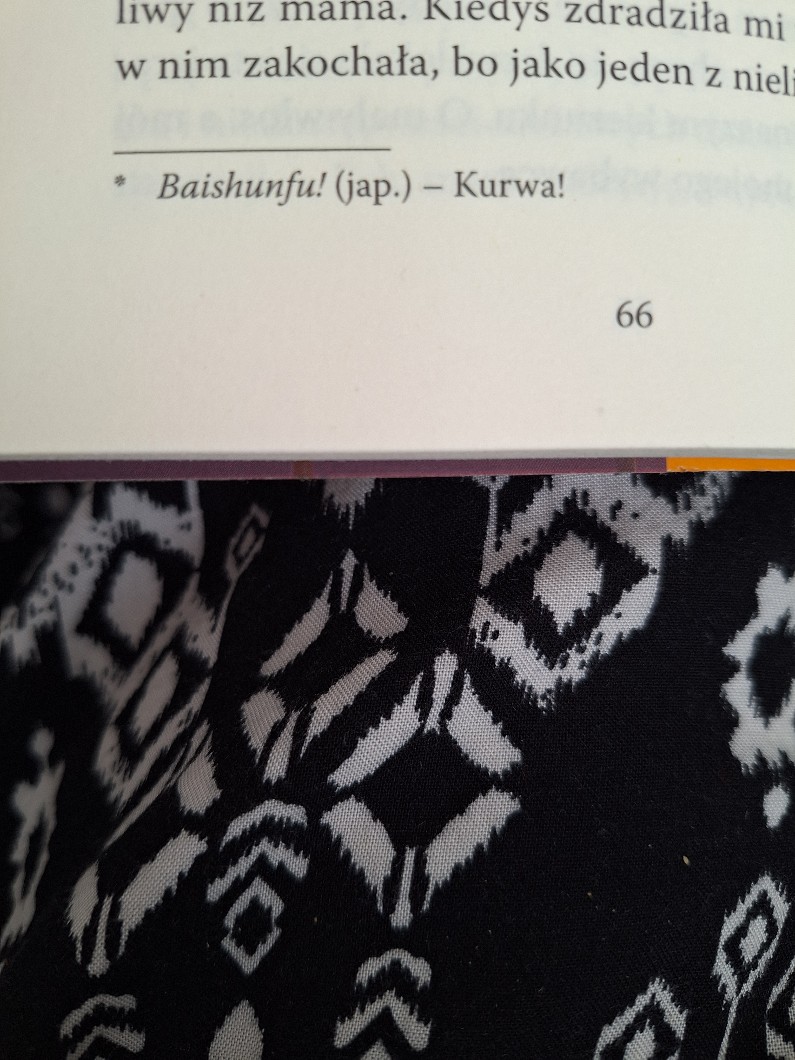 liwy niż mama. Kiedyś zdradziła mi
w nim zakochała, bo jako jeden z nieli
* Baishunfu! (jap.) – Kurwa!
66